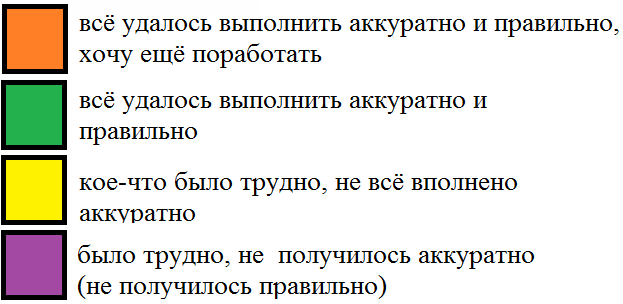 всё удалось выполнить аккуратно и правильно,
хочу ещё поработать
всё удалось выполнить аккуратно и
правильно
кое-что было трудно, не всё вполнено
аккуратно
было трудно, не  получилось аккуратно
(не получилось правильно)